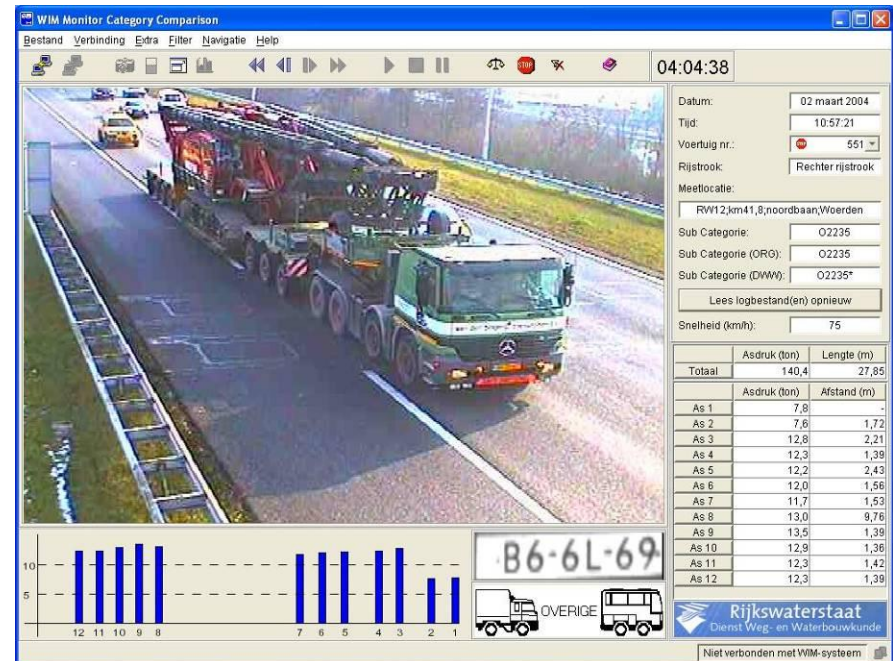 WIM Monitor Category Comparison
Bestand Verbinding Extra Filter Navigatie Help
STOP
04:04:38
Datum: 02 maart 2004
Tijd: 10:57:21
Voertuig nr.: 551
Rijstrook: Rechter rijstrook
Meetlocatie:
RW12;km41,8;noordbaan;Woerden
Sub Categorie: O2235
Sub Categorie (ORG): O2235
Sub Categorie (DWW): O2235*
Lees logbestand(en) opnieuw
Snelheid (km/h): 75
Asdruk (ton) Lengte (m)
Totaal 140,4 27,85
Asdruk (ton) Afstand (m)
As 1 7,8 -
As 2 7,6 1,72
As 3 12,8 2,21
As 4 12,3 1,39
As 5 12,2 2,43
As 6 12,0 1,56
As 7 11,7 1,53
As 8 13,0 9,76
As 9 13,5 1,39
As 10 12,9 1,36
As 11 12,3 1,42
As 12 12,3 1,39
10
5
12 11 10 9 8 7 6 5 4 3 2 1
B6-6L-69
OVERIGE
Rijkswaterstaat
Dienst Weg- en Waterbouwkunde
Niet verbonden met WIM-systeem